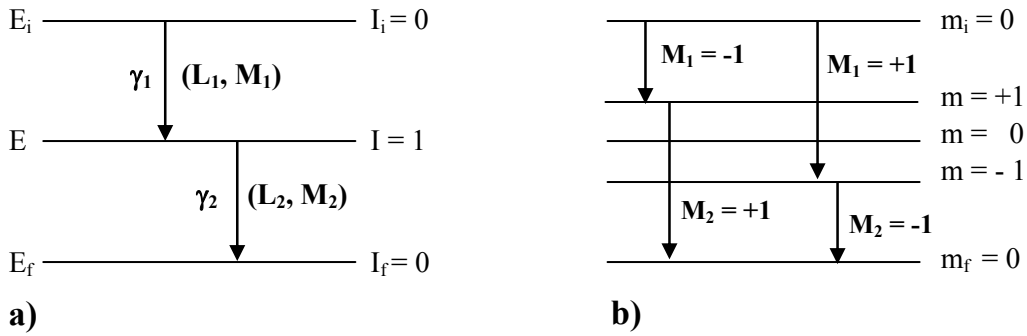 Eᵢ Iᵢ = 0
γ₁ (L₁, M₁)
E I = 1
γ₂ (L₂, M₂)
E_f I_f = 0
a)
mᵢ = 0
M₁ = -1
M₁ = +1
m = +1
m = 0
m = - 1
M₂ = +1
M₂ = -1
m_f = 0
b)